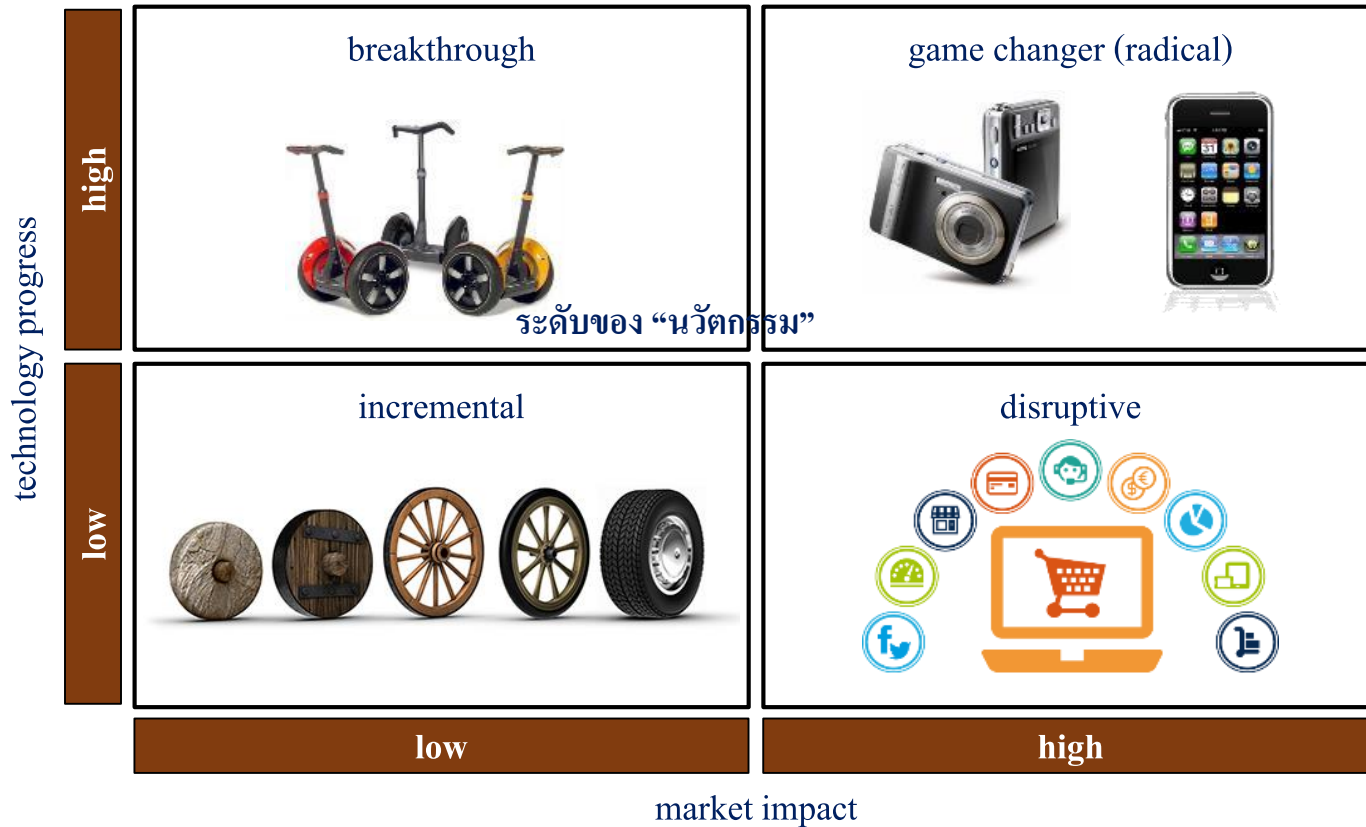 breakthrough
game changer (radical)
high
technology progress
ระดับของ “นวัตกรรม”
incremental
disruptive
low
low
high
market impact